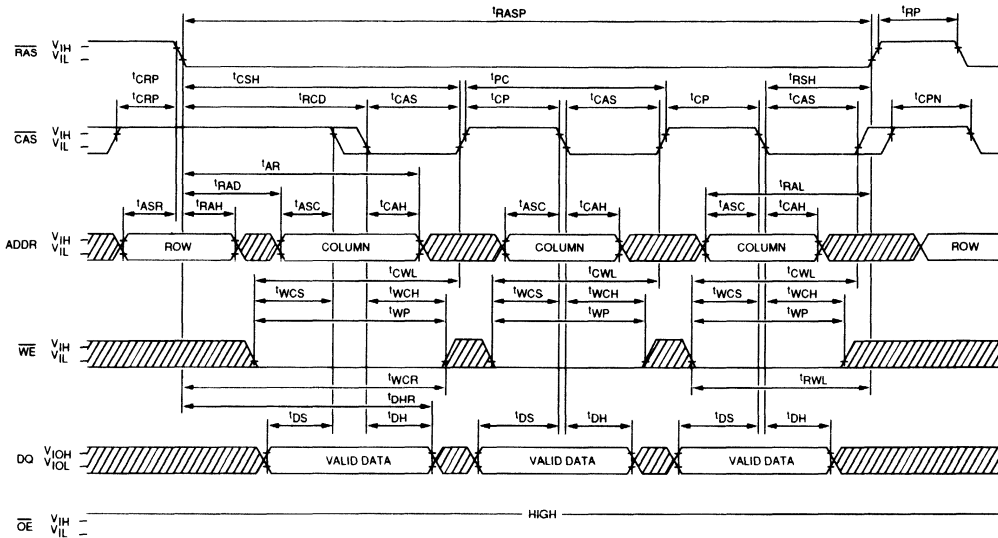 tRASP tRP
RAS VIH
VIL
tCRP tCSH tPC tRSH
tCRP tRCD tCAS tCP tCAS tCP tCAS tCPN
CAS VIH
VIL
tAR
tRAD tRAL
tASR tRAH tASC tCAH tASC tCAH tASC tCAH
ADDR VIH
VIL
ROW COLUMN COLUMN COLUMN ROW
tCWL tCWL tCWL
tWCS tWCH tWCS tWCH tWCS tWCH
tWP tWP tWP
WE VIH
VIL
tWCR tRWL
tDHR
tDS tDH tDS tDH tDS tDH
DQ VIOH
VIOL
VALID DATA VALID DATA VALID DATA
OE VIH
VIL
HIGH